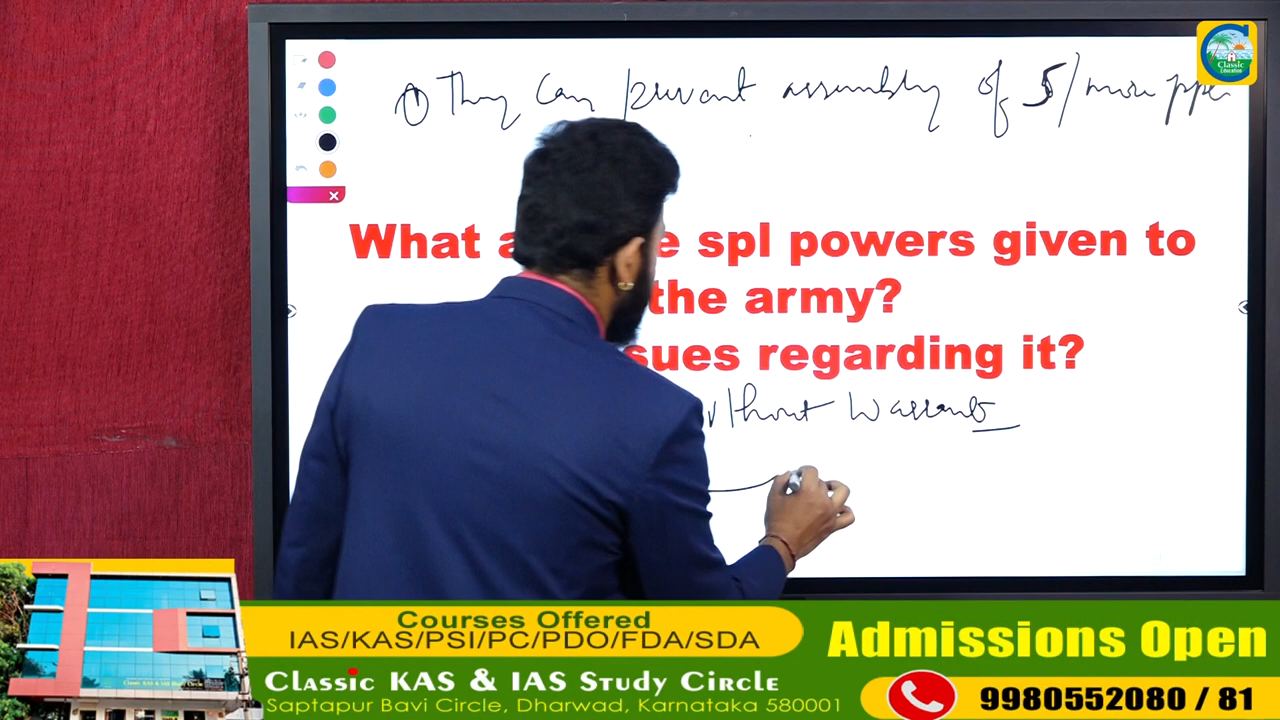 ① They can prevent assembly of 5/more
What a e spl powers given to
the army?
sues regarding it?
without warrant
Classic
Education
Courses Offered
IAS/KAS/PSI/PC/PDO/FDA/SDA
Classic KAS & IAS Study Circle
Saptapur Bavi Circle, Dharwad, Karnataka 580001
Admissions Open
9980552080 / 81